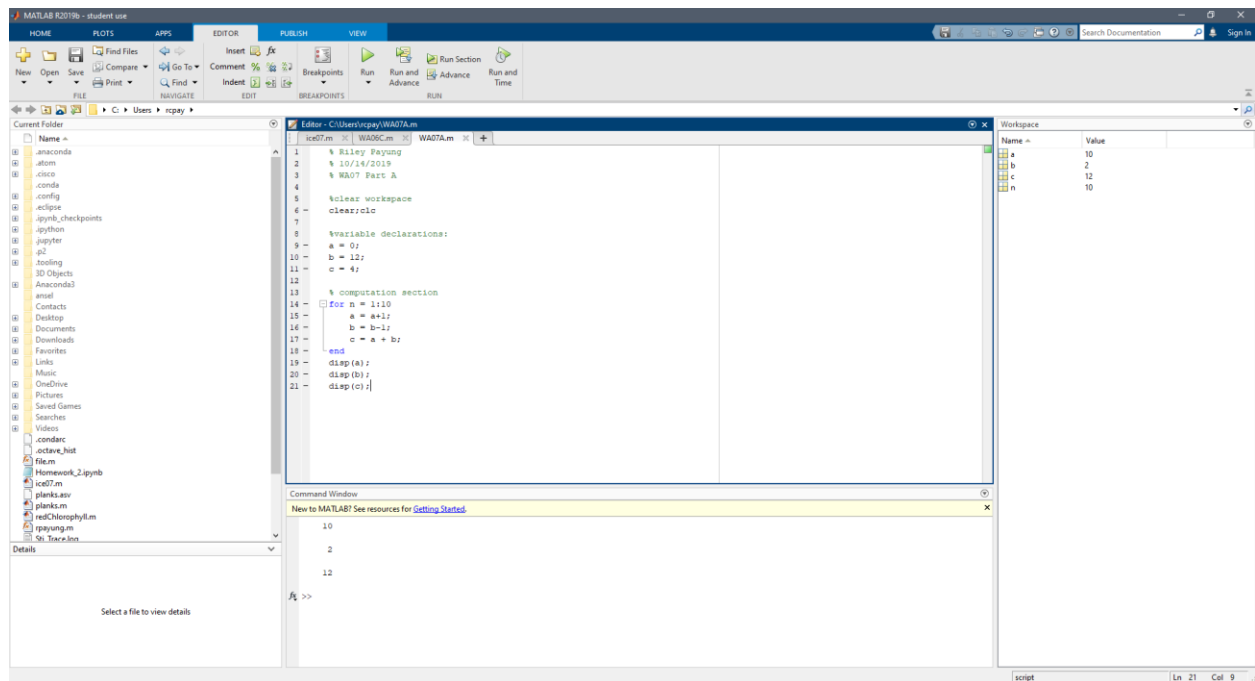 MATLAB R2019b - student use
HOME PLOTS APPS EDITOR PUBLISH VIEW
Search Documentation
Sign In
New Open Save
Find Files
Compare
Print
FILE
Go To
Find
NAVIGATE
Insert fx
Comment %
Indent
EDIT
Breakpoints
BREAKPOINTS
Run
Run and Advance
Run Section
Advance
Run and Time
RUN
C: Users rcpay
Current Folder
Name
.anaconda
.atom
.cisco
.conda
.config
.eclipse
.ipynb_checkpoints
.ipython
.jupyter
.p2
.tooling
3D Objects
Anaconda3
ansel
Contacts
Desktop
Documents
Downloads
Favorites
Links
Music
OneDrive
Pictures
Saved Games
Searches
Videos
.condarc
.octave_hist
file.m
Homework_2.ipynb
ice07.m
planks.asv
planks.m
redChlorophyll.m
rpayung.m
Sti_Trace.log
Details
Select a file to view details
Editor - C:\Users\rcpay\WA07A.m
ice07.m WA06C.m WA07A.m +
1 % Riley Payung
2 % 10/14/2019
3 % WA07 Part A
4
5 %clear workspace
6 - clear;clc
7
8 %variable declarations:
9 - a = 0;
10 - b = 12;
11 - c = 4;
12
13 % computation section
14 - for n = 1:10
15 - a = a+1;
16 - b = b-1;
17 - c = a + b;
18 - end
19 - disp(a);
20 - disp(b);
21 - disp(c);
Command Window
New to MATLAB? See resources for Getting Started.
10
2
12
fx >>
Workspace
Name Value
a 10
b 2
c 12
n 10
script Ln 21 Col 9